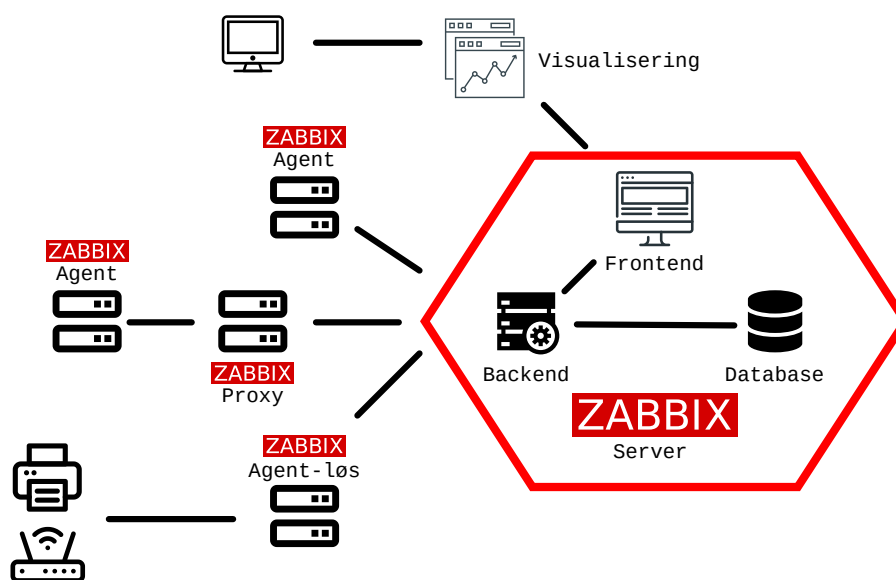 Visualisering
ZABBIX
Agent
ZABBIX
Agent
ZABBIX
Proxy
ZABBIX
Agent-løs
Frontend
Backend
Database
ZABBIX
Server